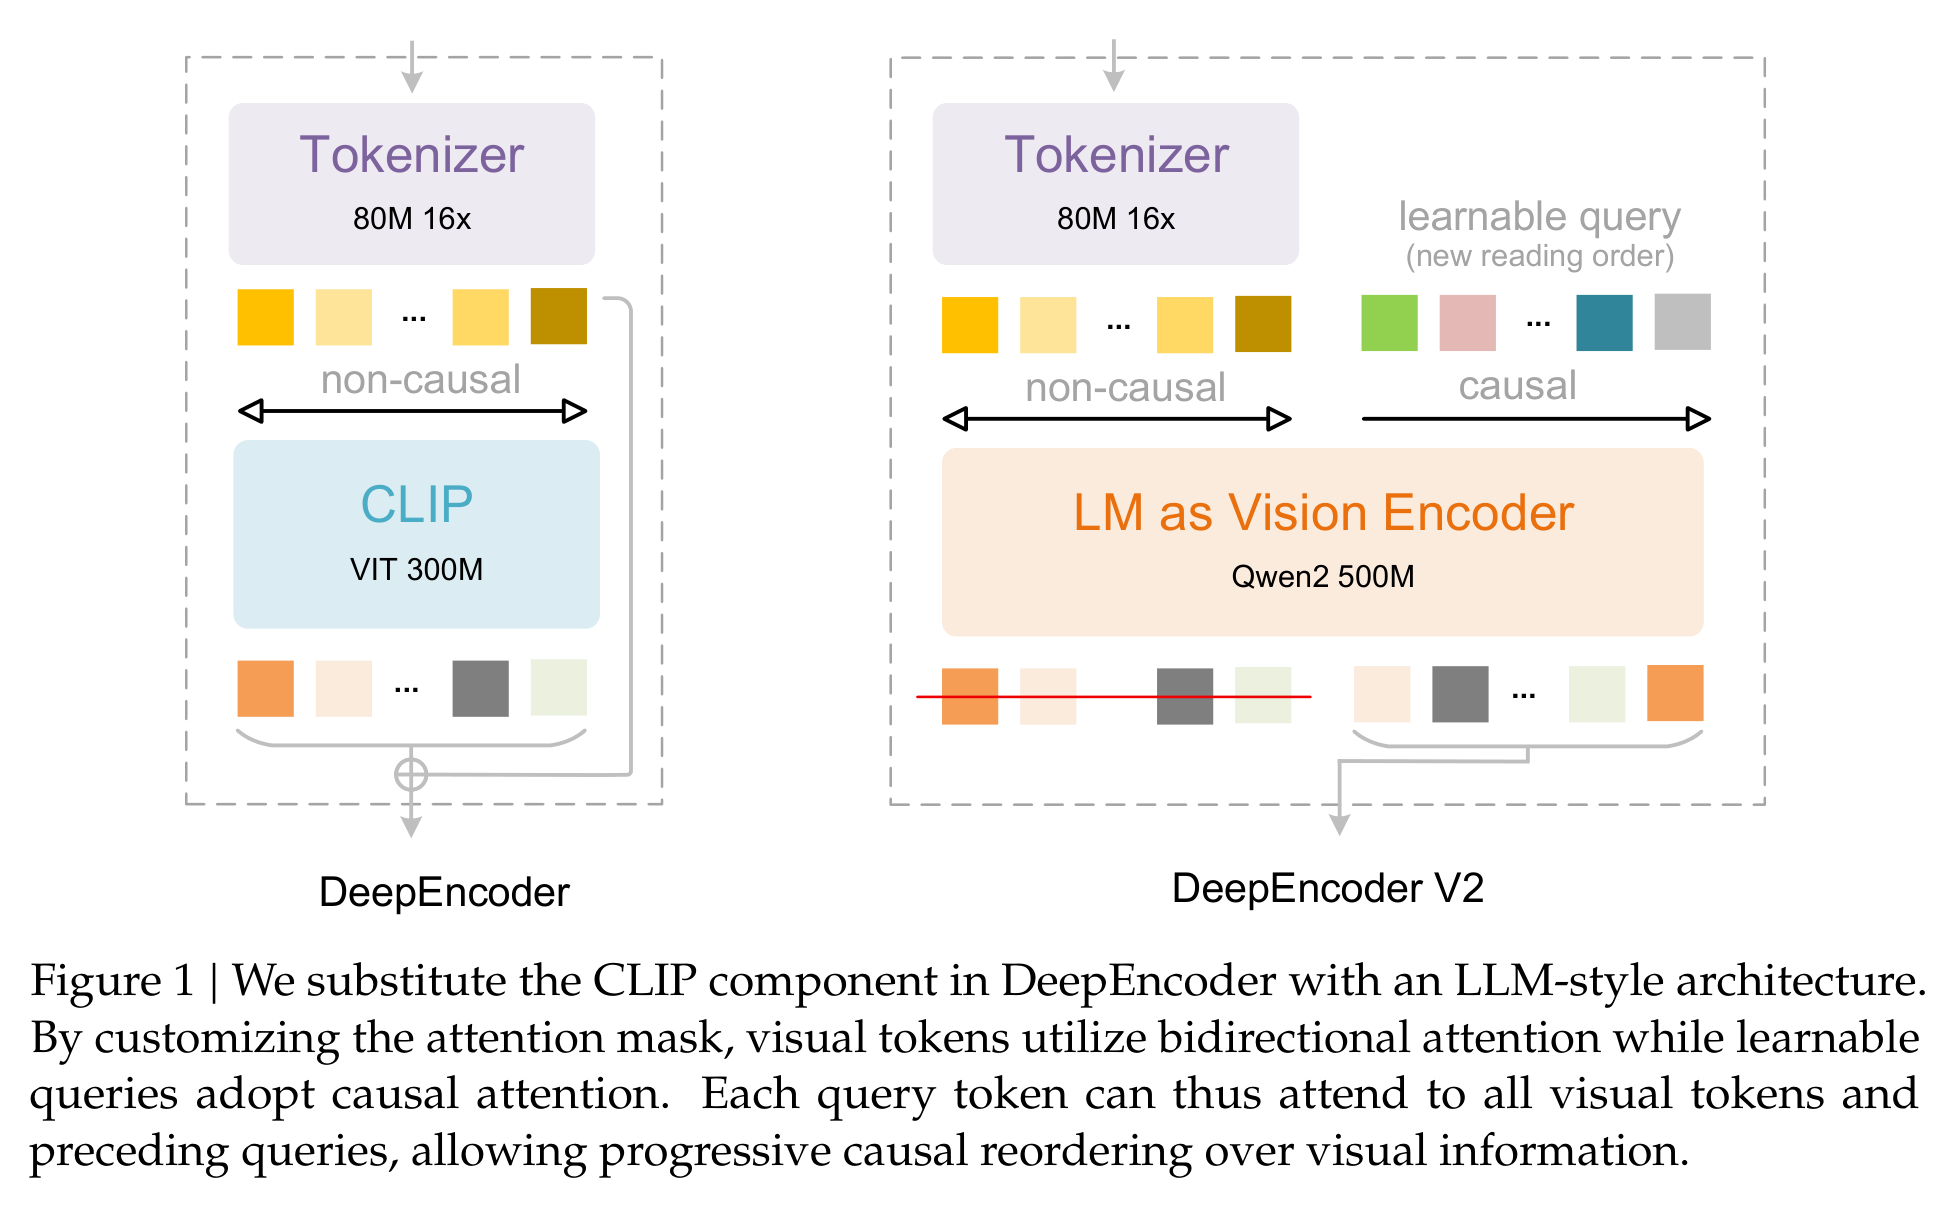 Tokenizer
80M 16x
...
non-causal
CLIP
VIT 300M
...
DeepEncoder
Tokenizer
80M 16x
learnable query
(new reading order)
...
...
non-causal
causal
LM as Vision Encoder
Qwen2 500M
...
DeepEncoder V2
Figure 1 | We substitute the CLIP component in DeepEncoder with an LLM-style architecture.
By customizing the attention mask, visual tokens utilize bidirectional attention while learnable
queries adopt causal attention. Each query token can thus attend to all visual tokens and
preceding queries, allowing progressive causal reordering over visual information.